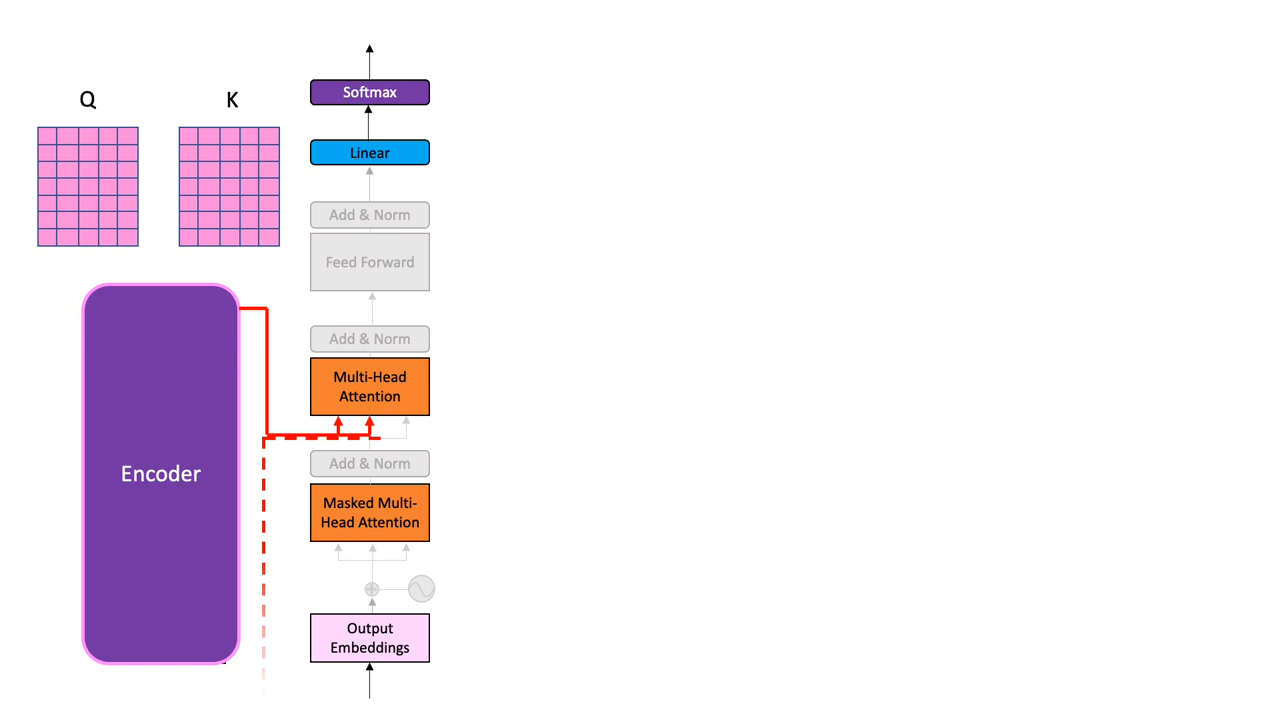 Q
K
Softmax
Linear
Add & Norm
Feed Forward
Add & Norm
Multi-Head
Attention
Add & Norm
Encoder
Masked Multi-
Head Attention
Output
Embeddings